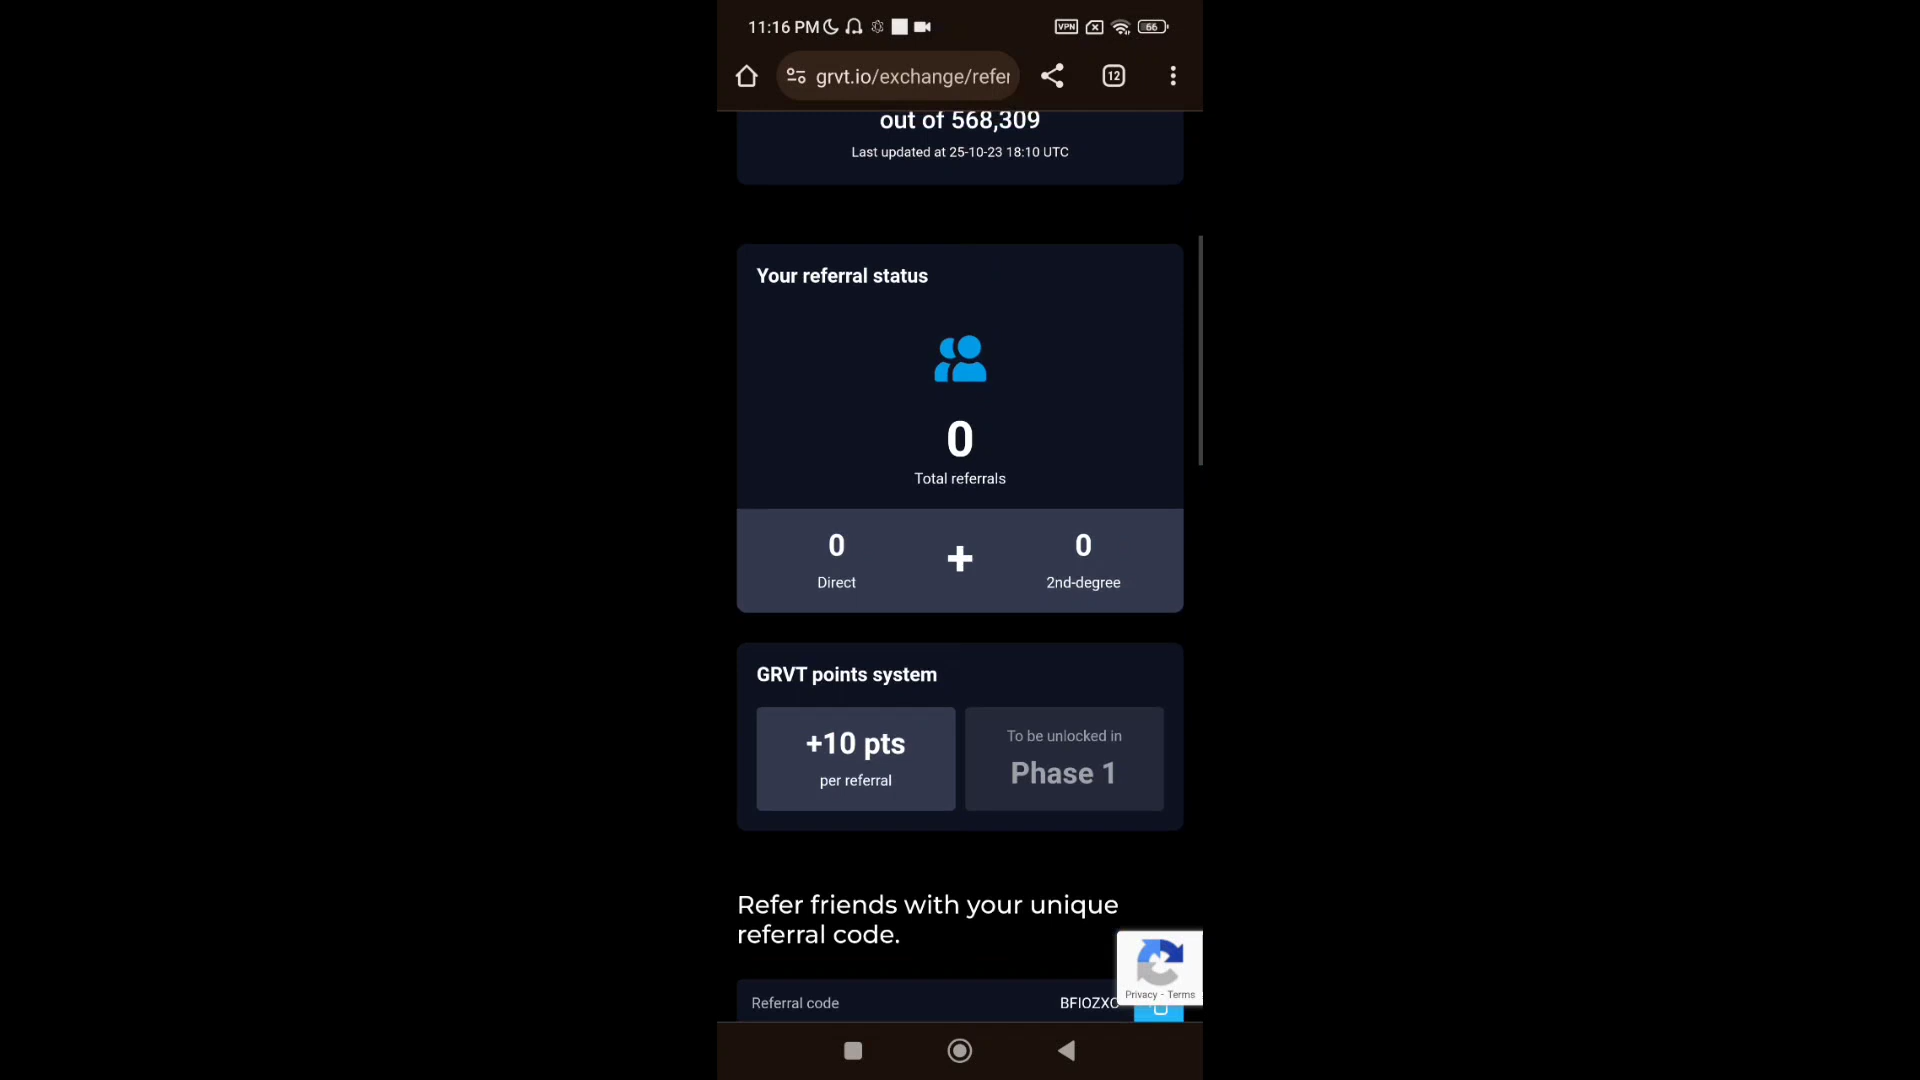 11:16 PM
VPN
66
grvt.io/exchange/refer
12
out of 568,309
Last updated at 25-10-23 18:10 UTC
Your referral status
0
Total referrals
0 + 0
Direct 2nd-degree
GRVT points system
+10 pts
per referral
To be unlocked in
Phase 1
Refer friends with your unique
referral code.
Privacy - Terms
Referral code BFIOZXC